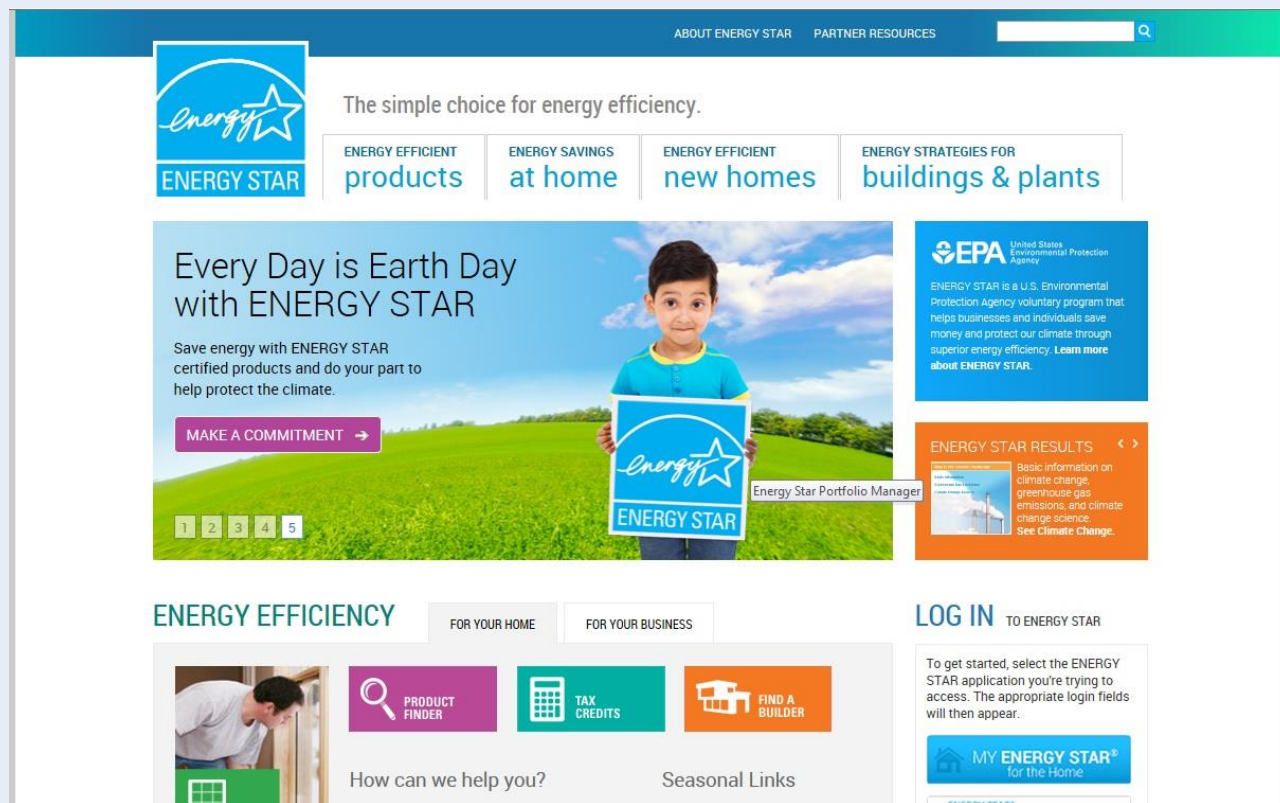 ABOUT ENERGY STAR
PARTNER RESOURCES
energy
ENERGY STAR
The simple choice for energy efficiency.
ENERGY EFFICIENT
products
ENERGY SAVINGS
at home
ENERGY EFFICIENT
new homes
ENERGY STRATEGIES FOR
buildings & plants
Every Day is Earth Day
with ENERGY STAR
Save energy with ENERGY STAR
certified products and do your part to
help protect the climate.
MAKE A COMMITMENT
1 2 3 4 5
energy
ENERGY STAR
Energy Star Portfolio Manager
EPA
United States
Environmental Protection
Agency
ENERGY STAR is a U.S. Environmental
Protection Agency voluntary program that
helps businesses and individuals save
money and protect our climate through
superior energy efficiency. Learn more
about ENERGY STAR.
ENERGY STAR RESULTS
Basic information on
climate change,
greenhouse gas
emissions, and climate
change science.
See Climate Change.
ENERGY EFFICIENCY
FOR YOUR HOME
FOR YOUR BUSINESS
PRODUCT
FINDER
TAX
CREDITS
FIND A
BUILDER
How can we help you?
Seasonal Links
LOG IN TO ENERGY STAR
To get started, select the ENERGY
STAR application you're trying to
access. The appropriate login fields
will then appear.
MY ENERGY STAR®
for the Home